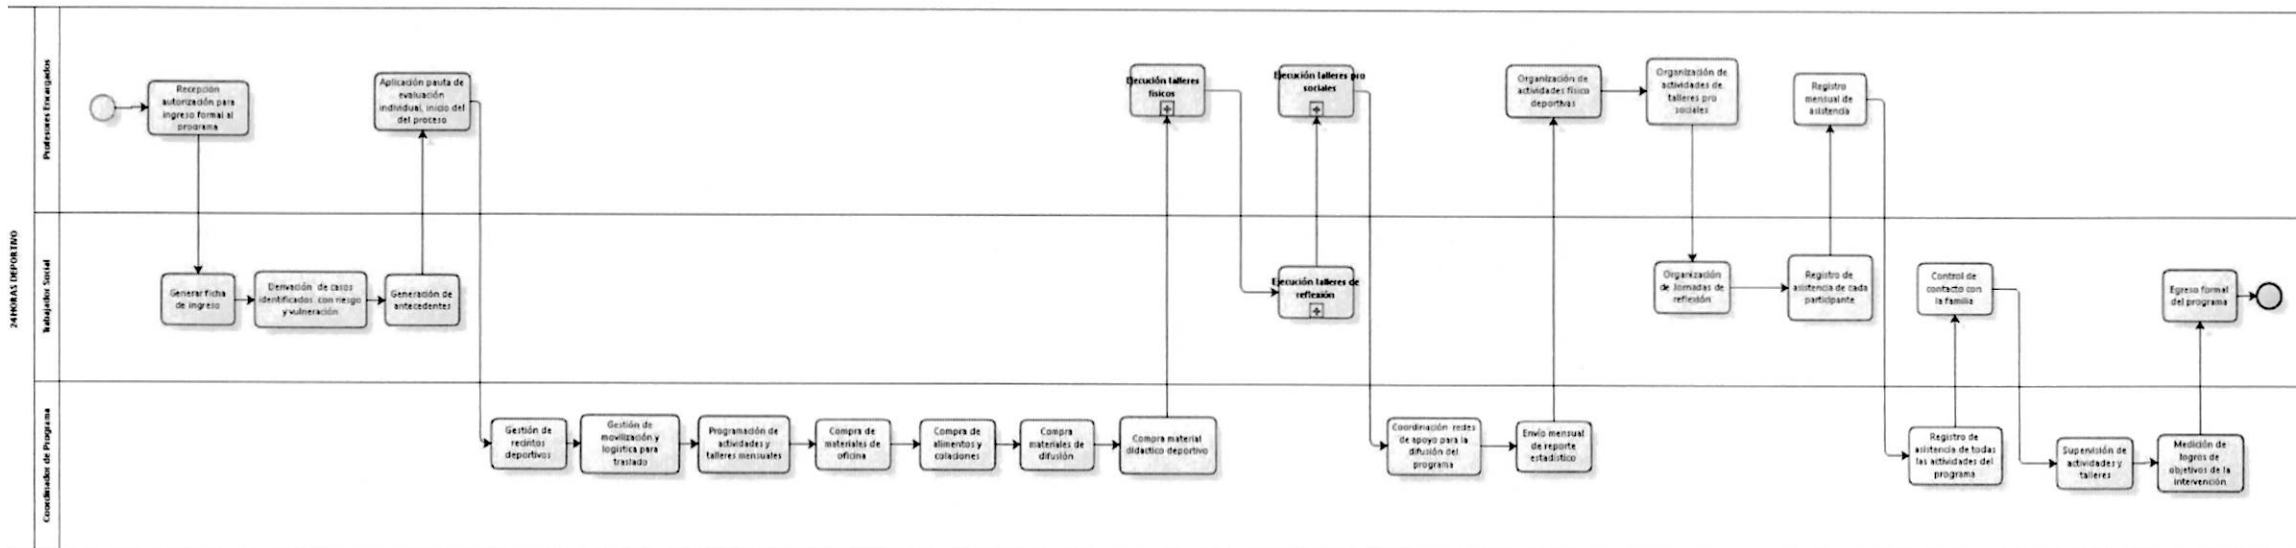 24 HORAS DEPORTIVO
Profesores Encargados
Recepción
autorización para
ingreso formal al
programa
Aplicación pauta de
evaluación
individual, inicio del
del proceso
Ejecución talleres
físicos
Ejecución talleres pro
sociales
Organización de
actividades físico
deportivas
Organización de
actividades de
talleres pro
sociales
Registro
mensual de
asistencia
Trabajador Social
Generar ficha
de ingreso
Derivación de casos
identificados con riesgo
y vulneración
Generación de
antecedentes
Ejecución talleres de
reflexión
Organización
de Jornadas de
reflexión
Registro de
asistencia de cada
participante
Control de
contacto con
la familia
Egreso formal
del programa
Coordinador de Programa
Gestión de
recintos
deportivos
Gestión de
movilización y
logística para
traslado
Programación de
actividades y
talleres mensuales
Compra de
materiales de
oficina
Compra de
alimentos y
colaciones
Compra
materiales de
difusión
Compra material
didactico deportivo
Coordinación redes
de apoyo para la
difusión del
programa
Envío mensual
de reporte
estadístico
Registro de
asistencia de todas
las actividades del
programa
Supervisión de
actividades y
talleres
Medición de
logros de
objetivos de la
intervención